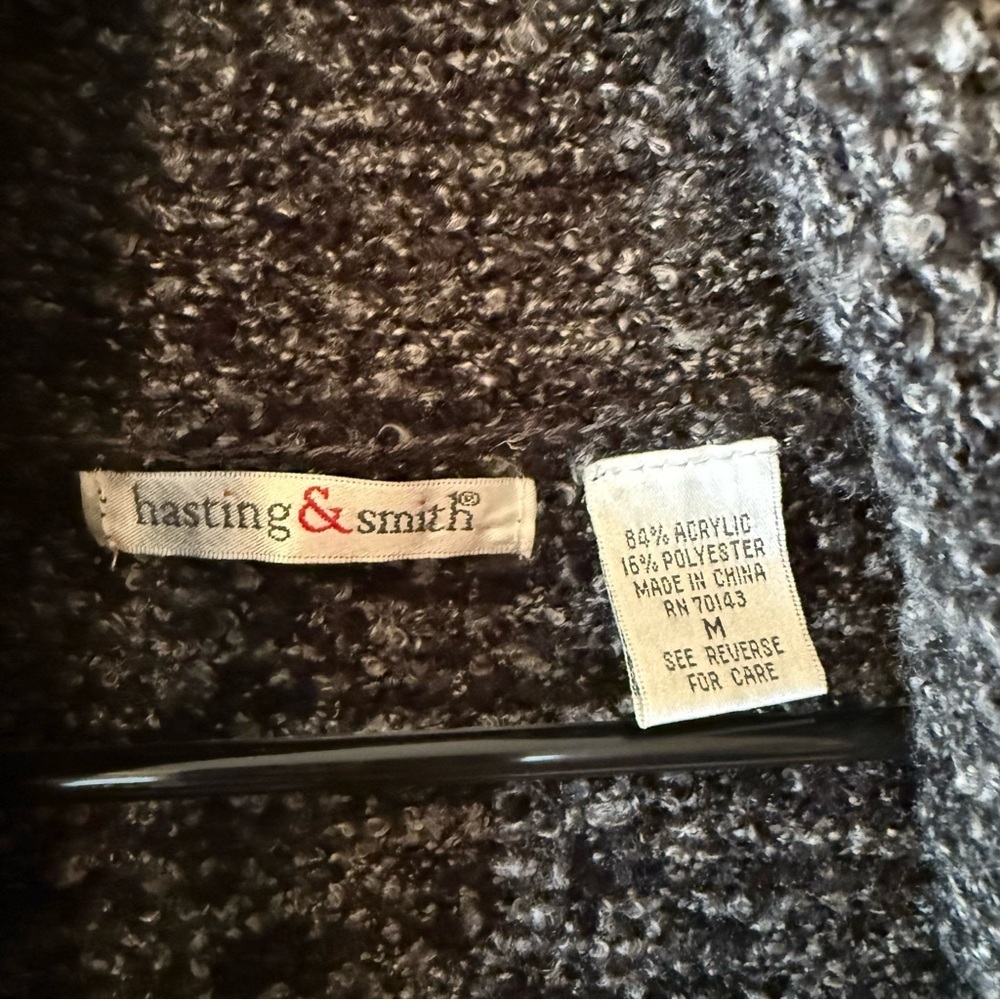 hasting & smith®
84% ACRYLIC
16% POLYESTER
MADE IN CHINA
RN 70143
M
SEE REVERSE
FOR CARE